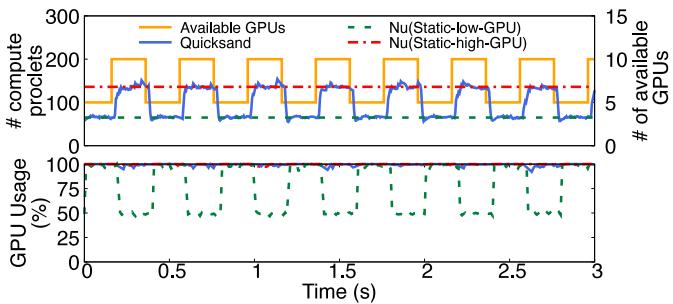 300
200
100
0
# compute
proclets
Available GPUs
Quicksand
Nu(Static-low-GPU)
Nu(Static-high-GPU)
15
10
5
0
# of available
GPUs
100
75
50
25
0
GPU Usage
(%)
0 0.5 1 1.5 2 2.5 3
Time (s)